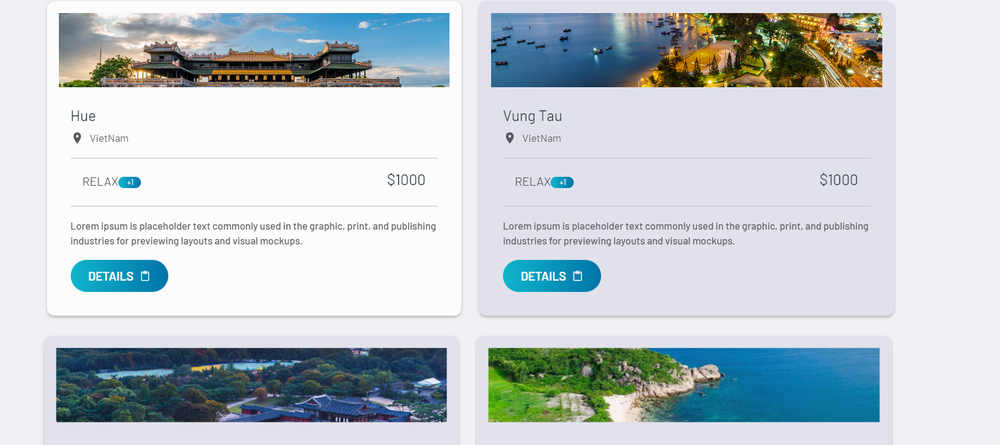 Hue
VietNam
RELAX +1
$1000
Lorem ipsum is placeholder text commonly used in the graphic, print, and publishing
industries for previewing layouts and visual mockups.
DETAILS
Vung Tau
VietNam
RELAX +1
$1000
Lorem ipsum is placeholder text commonly used in the graphic, print, and publishing
industries for previewing layouts and visual mockups.
DETAILS